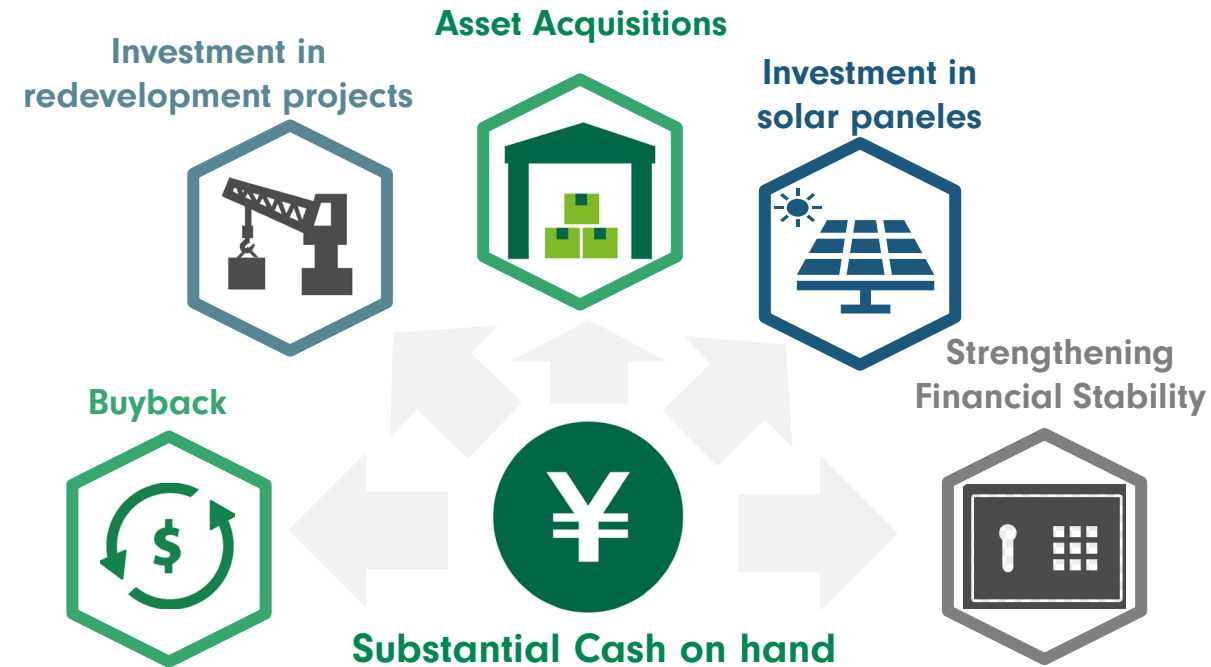 Asset Acquisitions
Investment in
redevelopment projects
Investment in
solar paneles
Strengthening
Financial Stability
Buyback
$
¥
Substantial Cash on hand